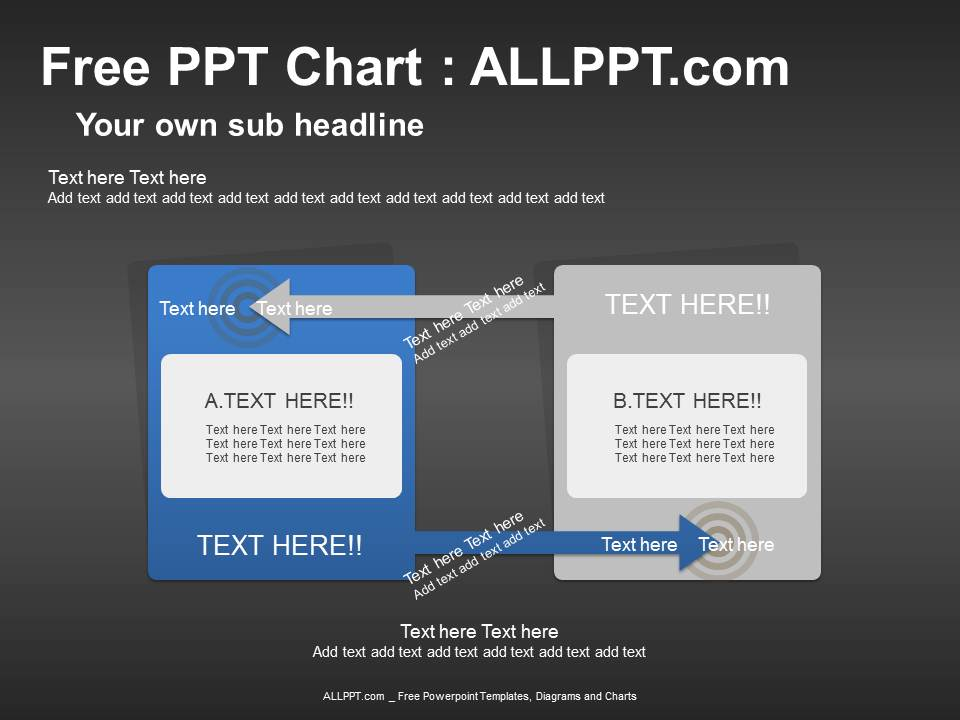 Free PPT Chart : ALLPPT.com
Your own sub headline
Text here Text here
Add text add text add text add text add text add text add text add text add text add text
Text here
Text here
Text here Text here
Add text add text add text
TEXT HERE!!
A.TEXT HERE!!
Text here Text here Text here
Text here Text here Text here
Text here Text here Text here
B.TEXT HERE!!
Text here Text here Text here
Text here Text here Text here
Text here Text here Text here
TEXT HERE!!
Text here Text here
Add text add text add text
Text here
Text here
Text here Text here
Add text add text add text add text add text add text
ALLPPT.com _ Free Powerpoint Templates, Diagrams and Charts